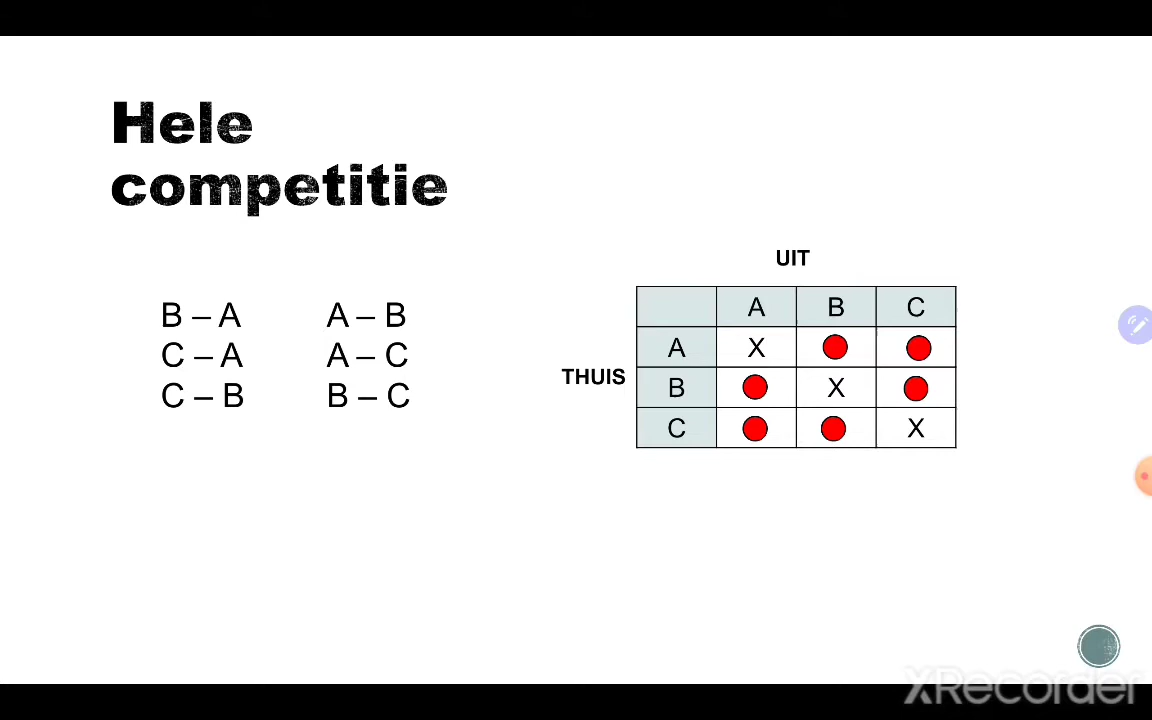 Hele
competitie
B – A A – B
C – A A – C
C – B B – C
UIT
A B C
A X
THUIS
B X
C X
XRecorder